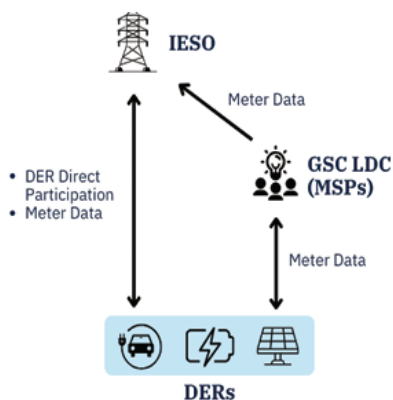 IESO
Meter Data
GSC LDC
(MSPs)
• DER Direct
Participation
• Meter Data
Meter Data
DERs